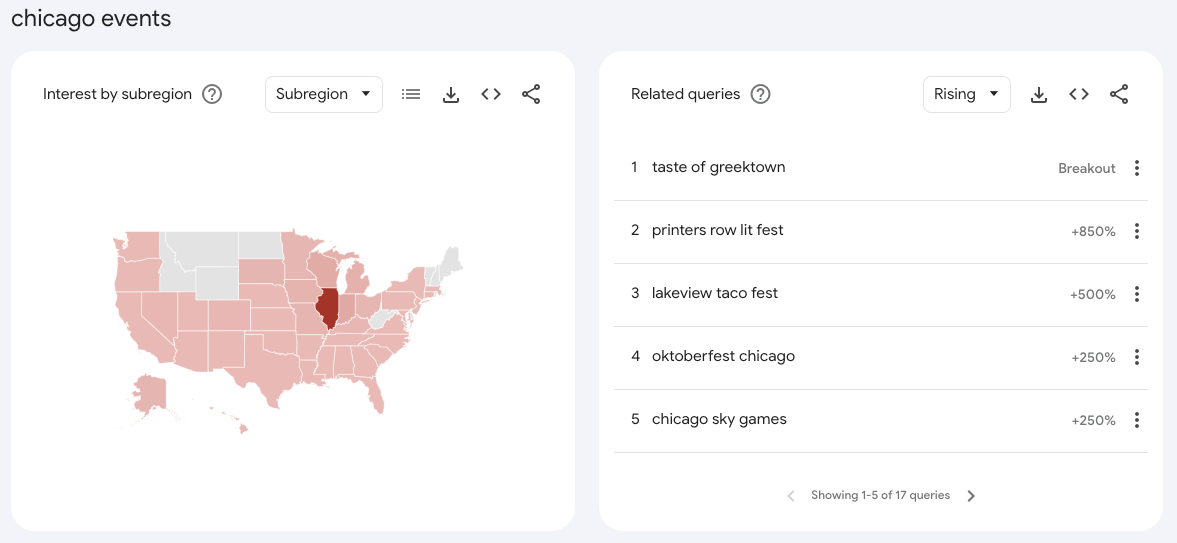 chicago events
Interest by subregion ? Subregion
Related queries ? Rising
1 taste of greektown Breakout
2 printers row lit fest +850%
3 lakeview taco fest +500%
4 oktoberfest chicago +250%
5 chicago sky games +250%
Showing 1-5 of 17 queries